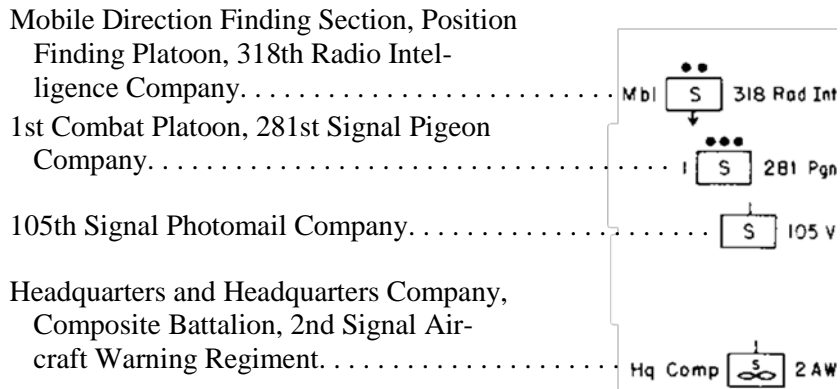 Mobile Direction Finding Section, Position
Finding Platoon, 318th Radio Intel-
ligence Company. . . . . . . . . . . . . . . . . . . . . . . . . . . Mbl S 318 Rad Int
1st Combat Platoon, 281st Signal Pigeon
Company. . . . . . . . . . . . . . . . . . . . . . . . . . . . . . . . . . . . . . 1 S 281 Pgn
105th Signal Photomail Company. . . . . . . . . . . . . . . . . . . . . . . S 105 V
Headquarters and Headquarters Company,
Composite Battalion, 2nd Signal Air-
craft Warning Regiment. . . . . . . . . . . . . . . . . . . . . Hq Comp S 2 AW